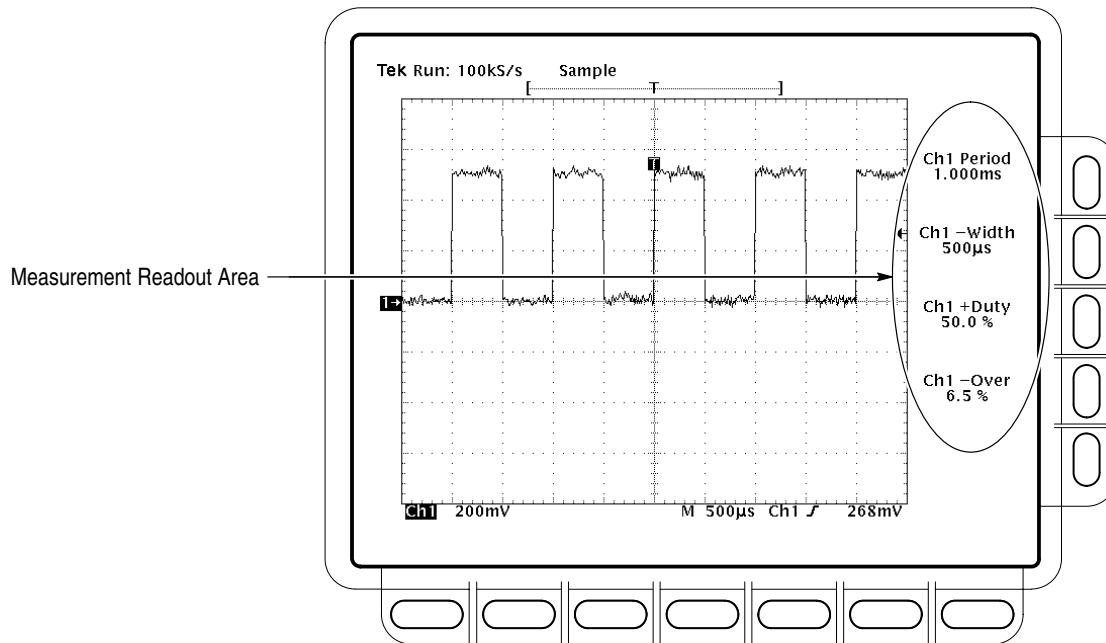 Tek Run: 100kS/s Sample
[ T ]
T
Ch1 Period
1.000ms
Ch1 −Width
500µs
Measurement Readout Area
1→
Ch1 +Duty
50.0 %
Ch1 −Over
6.5 %
Ch1 200mV M 500µs Ch1 ƒ 268mV